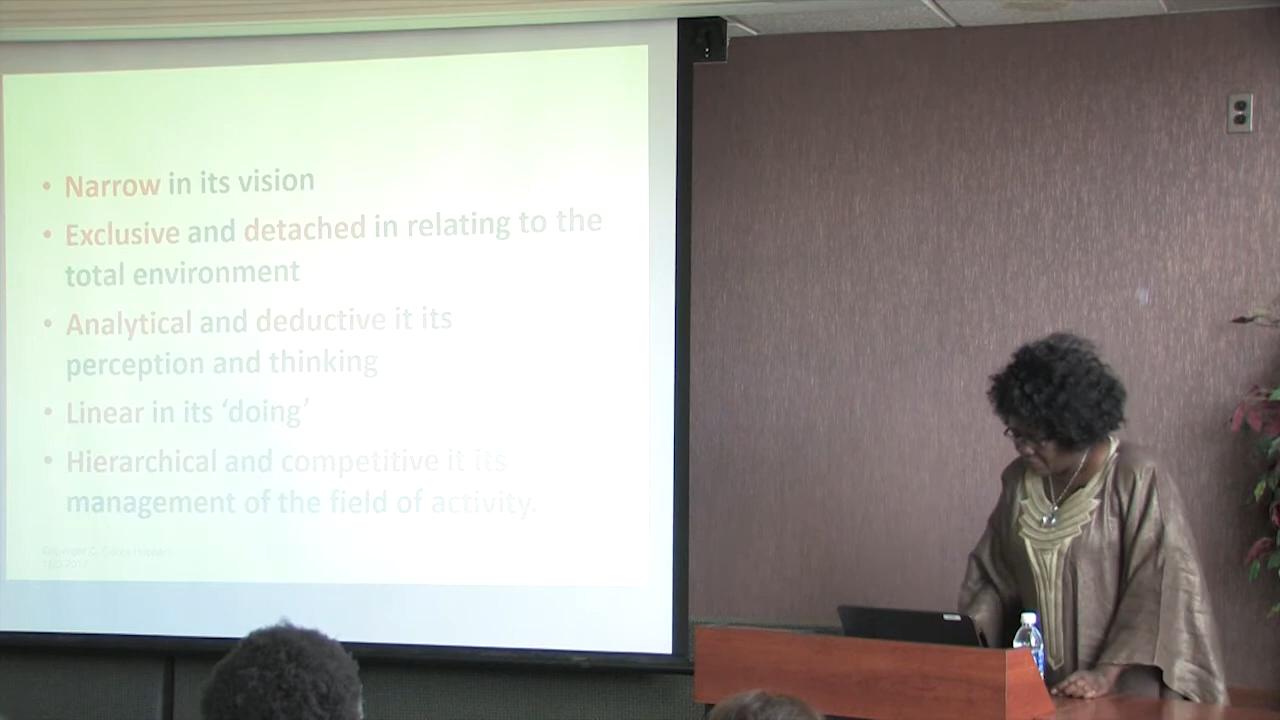 • Narrow in its vision
• Exclusive and detached in relating to the
total environment
• Analytical and deductive it its
perception and thinking
• Linear in its ‘doing’
• Hierarchical and competitive it its
management of the field of activity.